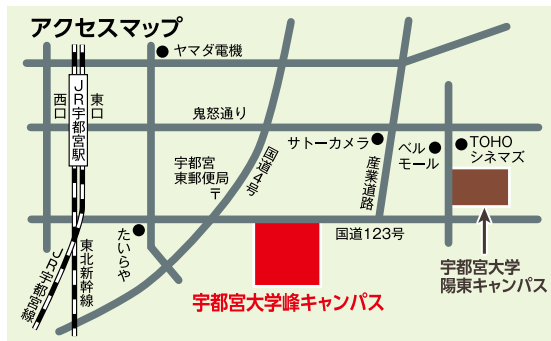 アクセスマップ
ヤマダ電機
JR宇都宮駅
西口
東口
鬼怒通り
サトーカメラ
ベル
モール
TOHO
シネマズ
宇都宮
東郵便局
〒
国道4号
産業道路
国道123号
たいらや
東北新幹線
JR宇都宮線
宇都宮大学峰キャンパス
宇都宮大学
陽東キャンパス